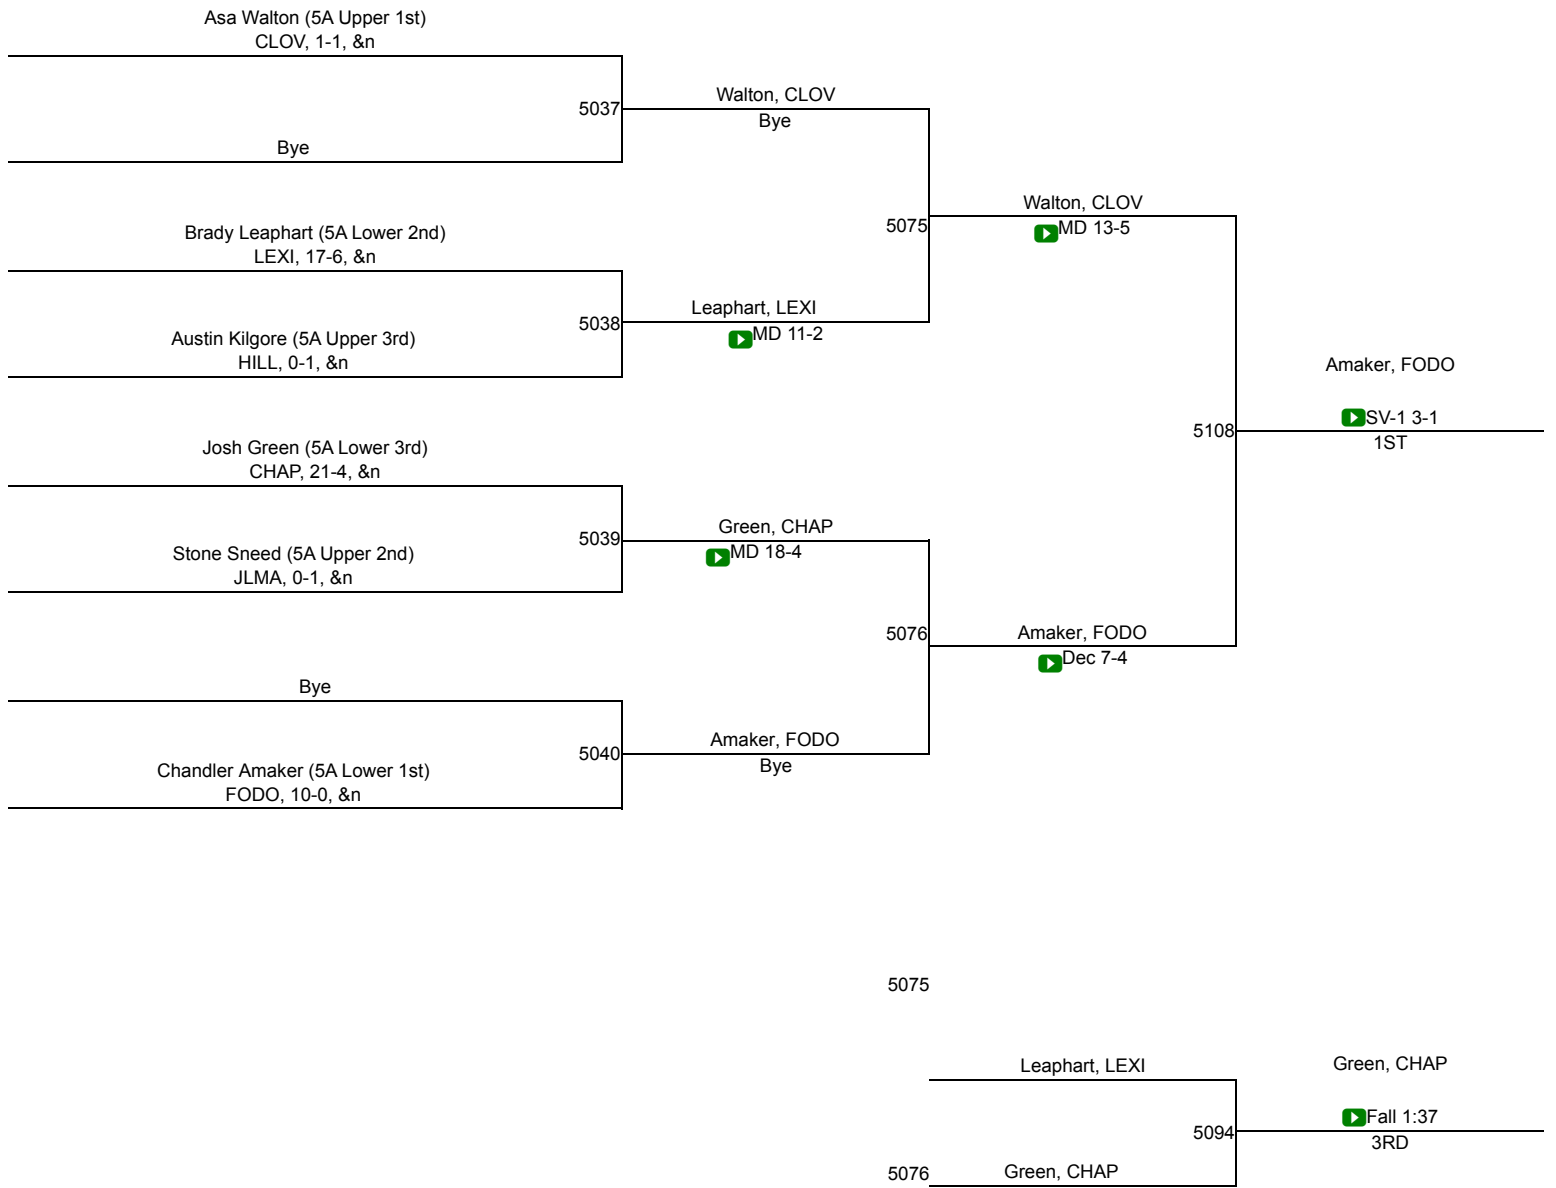 Asa Walton (5A Upper 1st)
CLOV, 1-1, &n
5037
Walton, CLOV
Bye
Bye
Brady Leaphart (5A Lower 2nd)
LEXI, 17-6, &n
5038
Leaphart, LEXI
MD 11-2
Austin Kilgore (5A Upper 3rd)
HILL, 0-1, &n
5075
Walton, CLOV
MD 13-5
Josh Green (5A Lower 3rd)
CHAP, 21-4, &n
5039
Green, CHAP
MD 18-4
Stone Sneed (5A Upper 2nd)
JLMA, 0-1, &n
5076
Amaker, FODO
Dec 7-4
Bye
5040
Amaker, FODO
Bye
Chandler Amaker (5A Lower 1st)
FODO, 10-0, &n
5108
Amaker, FODO
SV-1 3-1
1ST
5075
Leaphart, LEXI
5094
Green, CHAP
Fall 1:37
3RD
5076
Green, CHAP